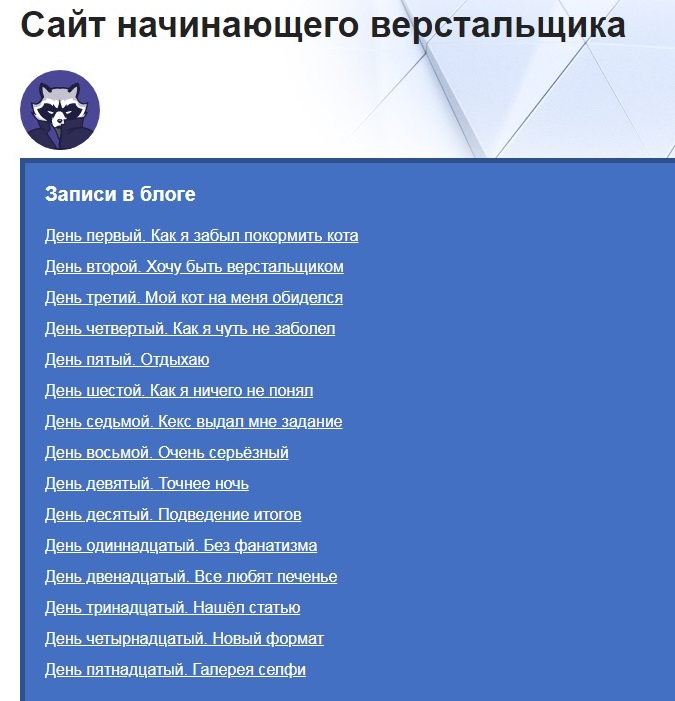 Сайт начинающего верстальщика
Записи в блоге
День первый. Как я забыл покормить кота
День второй. Хочу быть верстальщиком
День третий. Мой кот на меня обиделся
День четвертый. Как я чуть не заболел
День пятый. Отдыхаю
День шестой. Как я ничего не понял
День седьмой. Кекс выдал мне задание
День восьмой. Очень серьёзный
День девятый. Точнее ночь
День десятый. Подведение итогов
День одиннадцатый. Без фанатизма
День двенадцатый. Все любят печенье
День тринадцатый. Нашёл статью
День четырнадцатый. Новый формат
День пятнадцатый. Галерея селфи